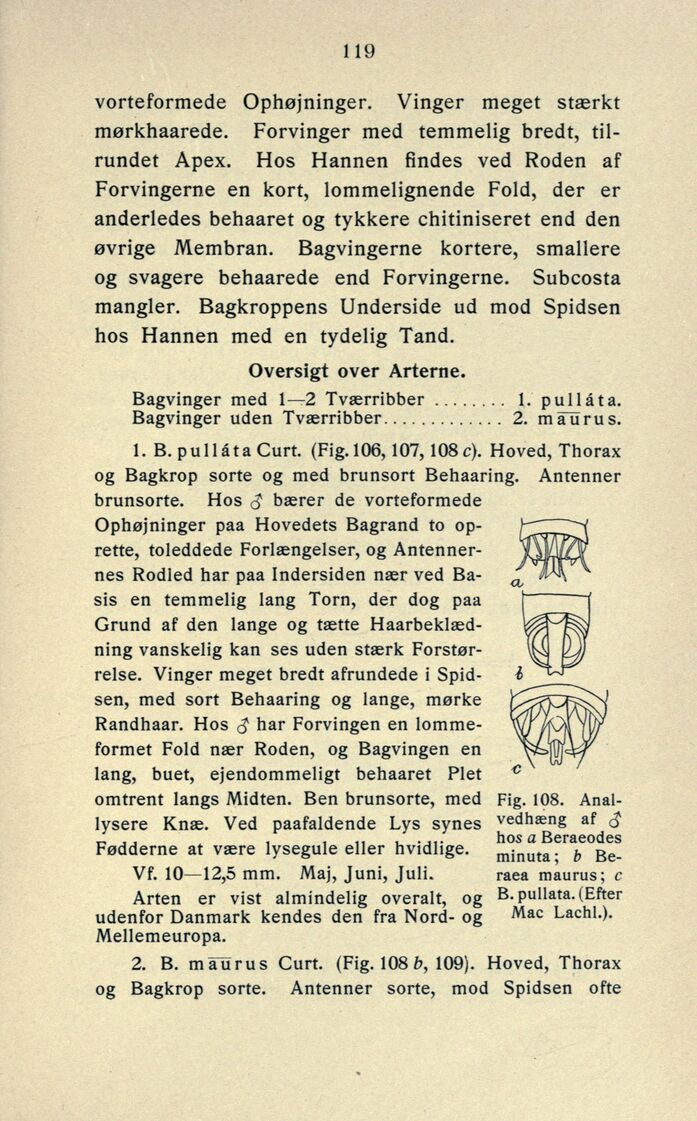 119
vorteformede Ophøjninger. Vinger meget stærkt
mørkhaarede. Forvinger med temmelig bredt, til-
rundet Apex. Hos Hannen findes ved Roden af
Forvingerne en kort, lommelignende Fold, der er
anderledes behaaret og tykkere chitiniseret end den
øvrige Membran. Bagvingerne kortere, smallere
og svagere behaarede end Forvingerne. Subcosta
mangler. Bagkroppens Underside ud mod Spidsen
hos Hannen med en tydelig Tand.
Oversigt over Arterne.
Bagvinger med 1—2 Tværribber ........ 1. pulláta.
Bagvinger uden Tværribber............. 2. maūrus.
1. B. pulláta Curt. (Fig. 106, 107, 108 c). Hoved, Thorax
og Bagkrop sorte og med brunsort Behaaring. Antenner
brunsorte. Hos ♂ bærer de vorteformede
Ophøjninger paa Hovedets Bagrand to op-
rette, toleddede Forlængelser, og Antenner-
nes Rodled har paa Indersiden nær ved Ba-
sis en temmelig lang Torn, der dog paa
Grund af den lange og tætte Haarbeklæd-
ning vanskelig kan ses uden stærk Forstør-
relse. Vinger meget bredt afrundede i Spid-
sen, med sort Behaaring og lange, mørke
Randhaar. Hos ♂ har Forvingen en lomme-
formet Fold nær Roden, og Bagvingen en
lang, buet, ejendommeligt behaaret Plet
omtrent langs Midten. Ben brunsorte, med
lysere Knæ. Ved paafaldende Lys synes
Fødderne at være lysegule eller hvidlige.
Vf. 10—12,5 mm. Maj, Juni, Juli.
Arten er vist almindelig overalt, og
udenfor Danmark kendes den fra Nord- og
Mellemeuropa.
a
b
c
Fig. 108. Anal-
vedhæng af ♂
hos a Beraeodes
minuta; b Be-
raea maurus; c
B. pullata. (Efter
Mac Lachl.).
2. B. maūrus Curt. (Fig. 108 b, 109). Hoved, Thorax
og Bagkrop sorte. Antenner sorte, mod Spidsen ofte